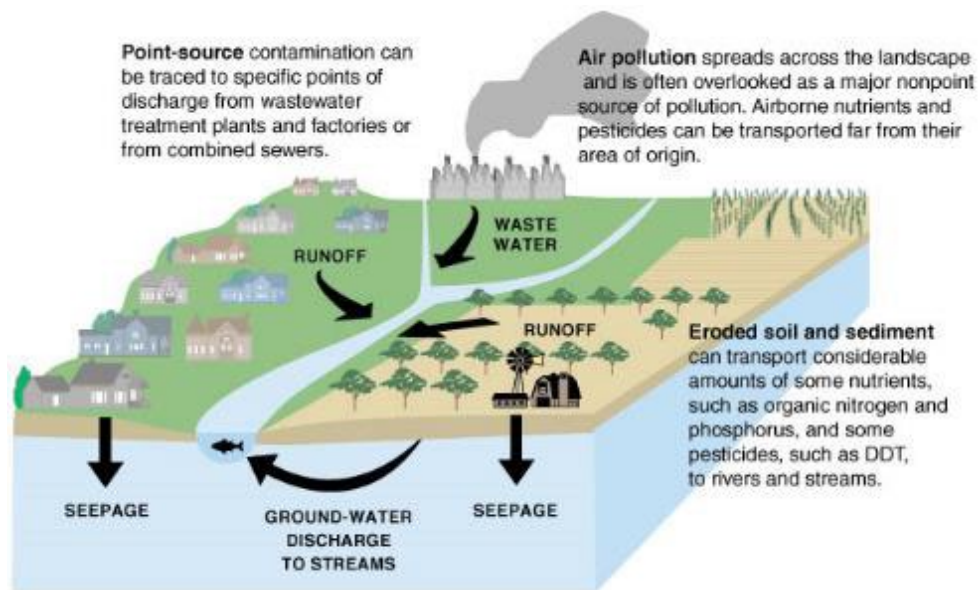 Point-source contamination can
be traced to specific points of
discharge from wastewater
treatment plants and factories or
from combined sewers.
Air pollution spreads across the landscape
and is often overlooked as a major nonpoint
source of pollution. Airborne nutrients and
pesticides can be transported far from their
area of origin.
WASTE
WATER
RUNOFF
RUNOFF
Eroded soil and sediment
can transport considerable
amounts of some nutrients,
such as organic nitrogen and
phosphorus, and some
pesticides, such as DDT,
to rivers and streams.
SEEPAGE
GROUND-WATER
DISCHARGE
TO STREAMS
SEEPAGE